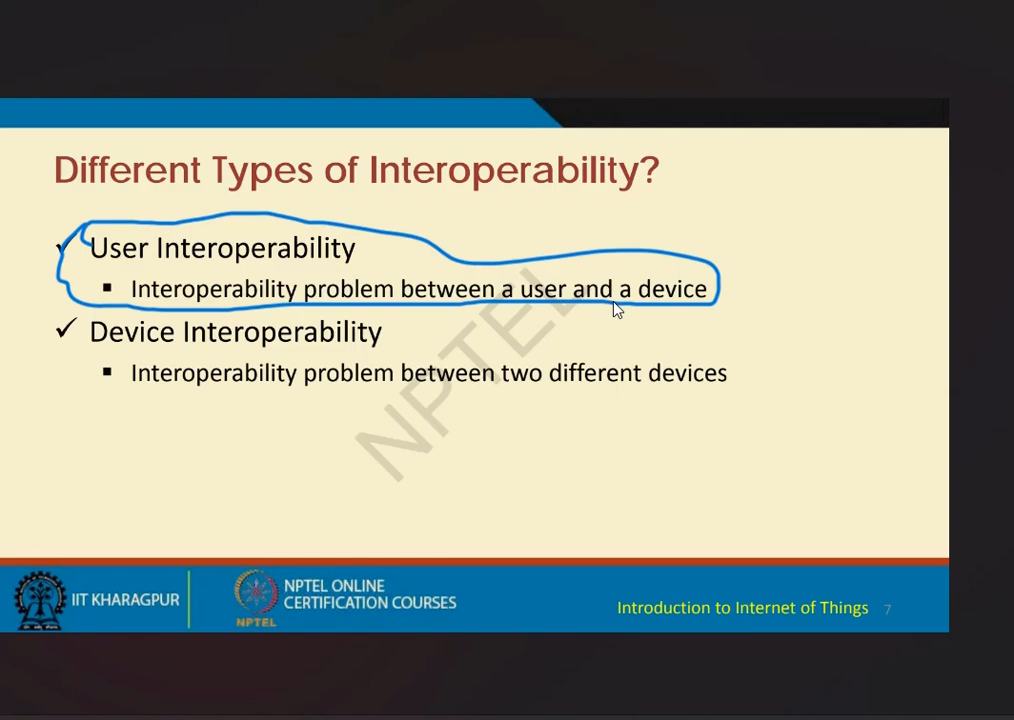 Different Types of Interoperability?
✓ User Interoperability
▪ Interoperability problem between a user and a device
✓ Device Interoperability
▪ Interoperability problem between two different devices
NPTEL
IIT KHARAGPUR
NPTEL
NPTEL ONLINE
CERTIFICATION COURSES
Introduction to Internet of Things 7